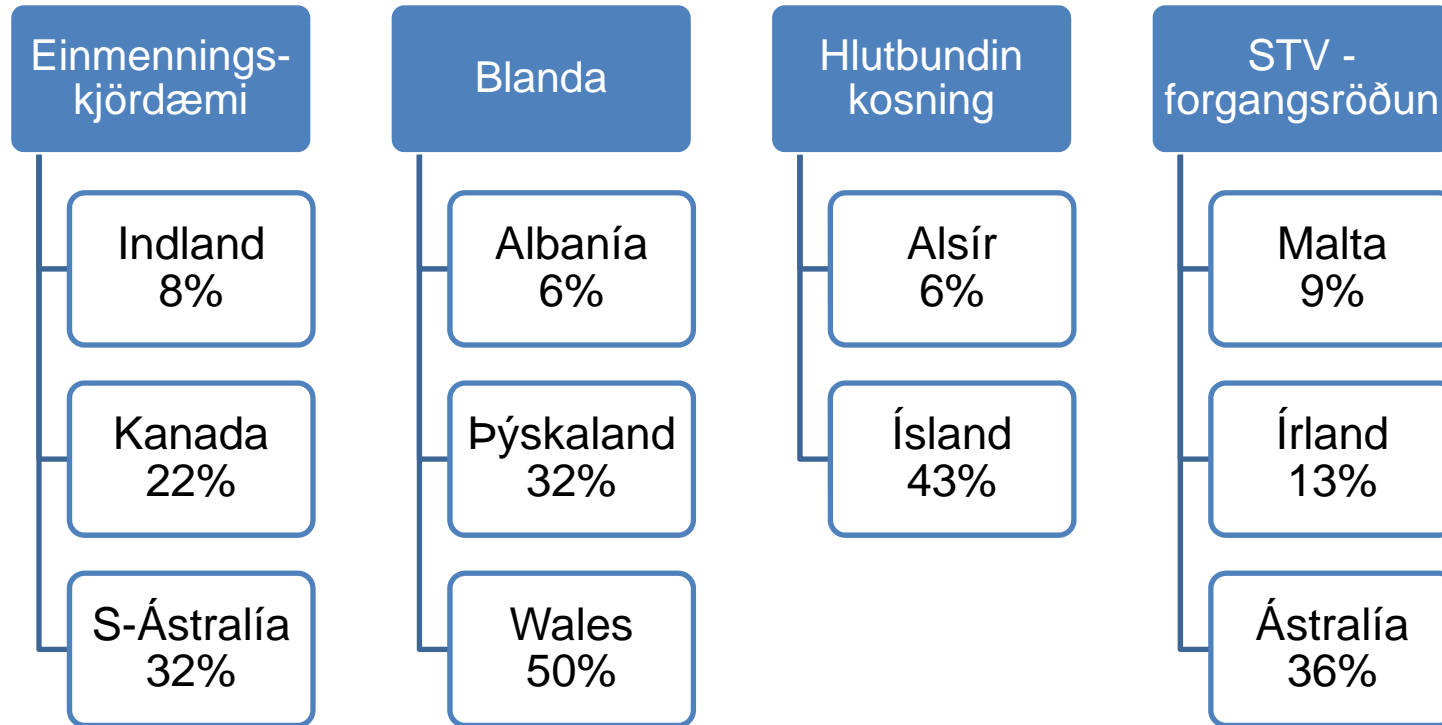 Einmennings-
kjördæmi
Indland
8%
Kanada
22%
S-Ástralía
32%
Blanda
Albanía
6%
Þýskaland
32%
Wales
50%
Hlutbundin
kosning
Alsír
6%
Ísland
43%
STV -
forgangsröðun
Malta
9%
Írland
13%
Ástralía
36%